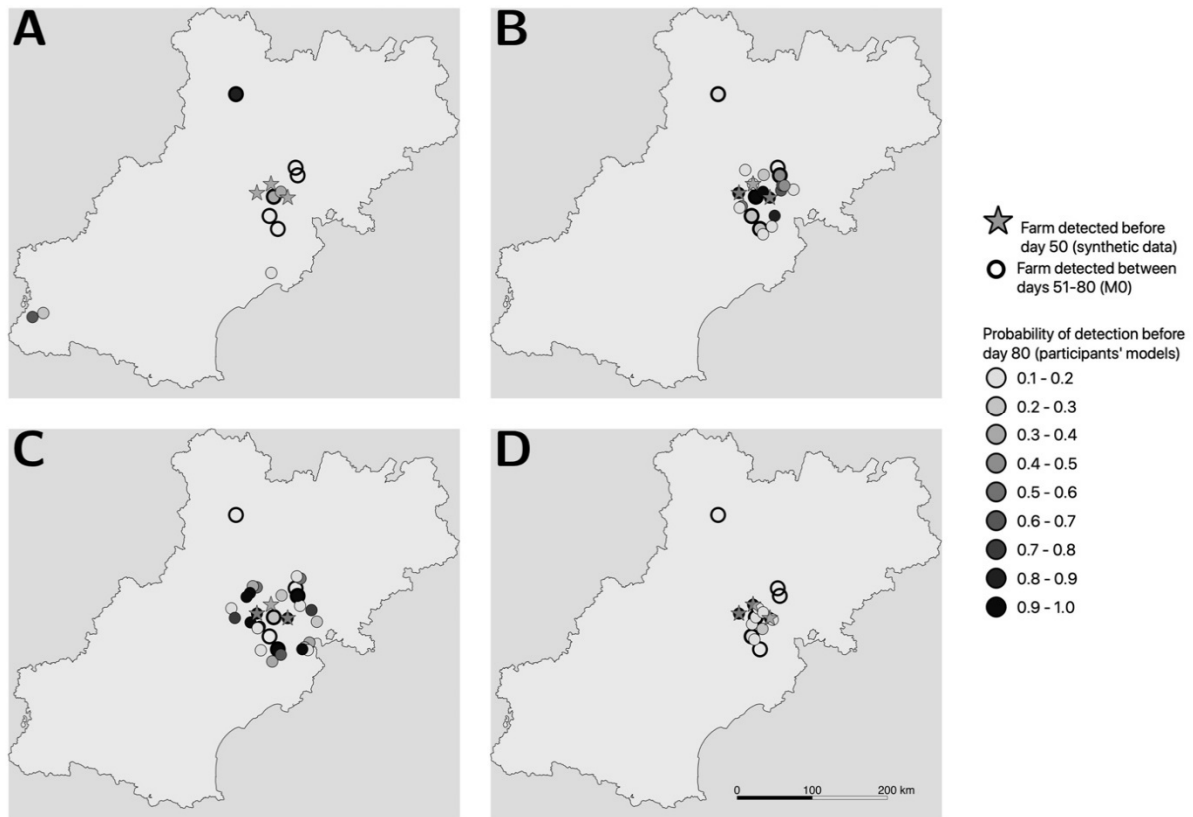 A
B
C
D
0 100 200 km
Farm detected before
day 50 (synthetic data)
Farm detected between
days 51-80 (M0)
Probability of detection before
day 80 (participants' models)
0.1 - 0.2
0.2 - 0.3
0.3 - 0.4
0.4 - 0.5
0.5 - 0.6
0.6 - 0.7
0.7 - 0.8
0.8 - 0.9
0.9 - 1.0